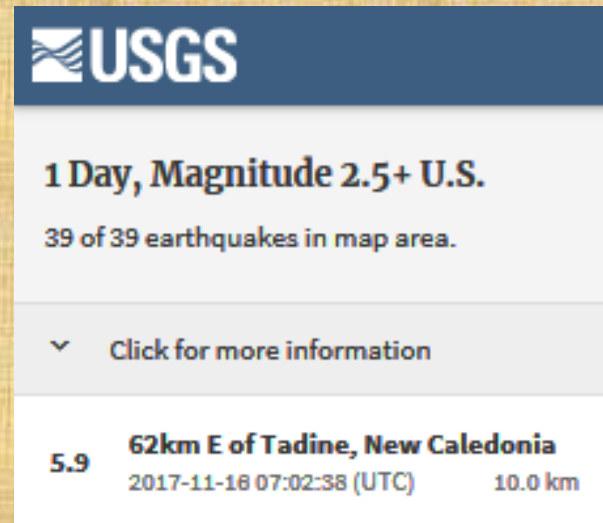 USGS
1 Day, Magnitude 2.5+ U.S.
39 of 39 earthquakes in map area.
Click for more information
5.9 62km E of Tadine, New Caledonia
2017-11-16 07:02:38 (UTC) 10.0 km